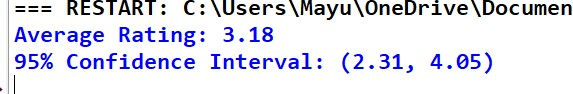 === RESTART: C:\Users\Mayu\OneDrive\Documen
Average Rating: 3.18
95% Confidence Interval: (2.31, 4.05)